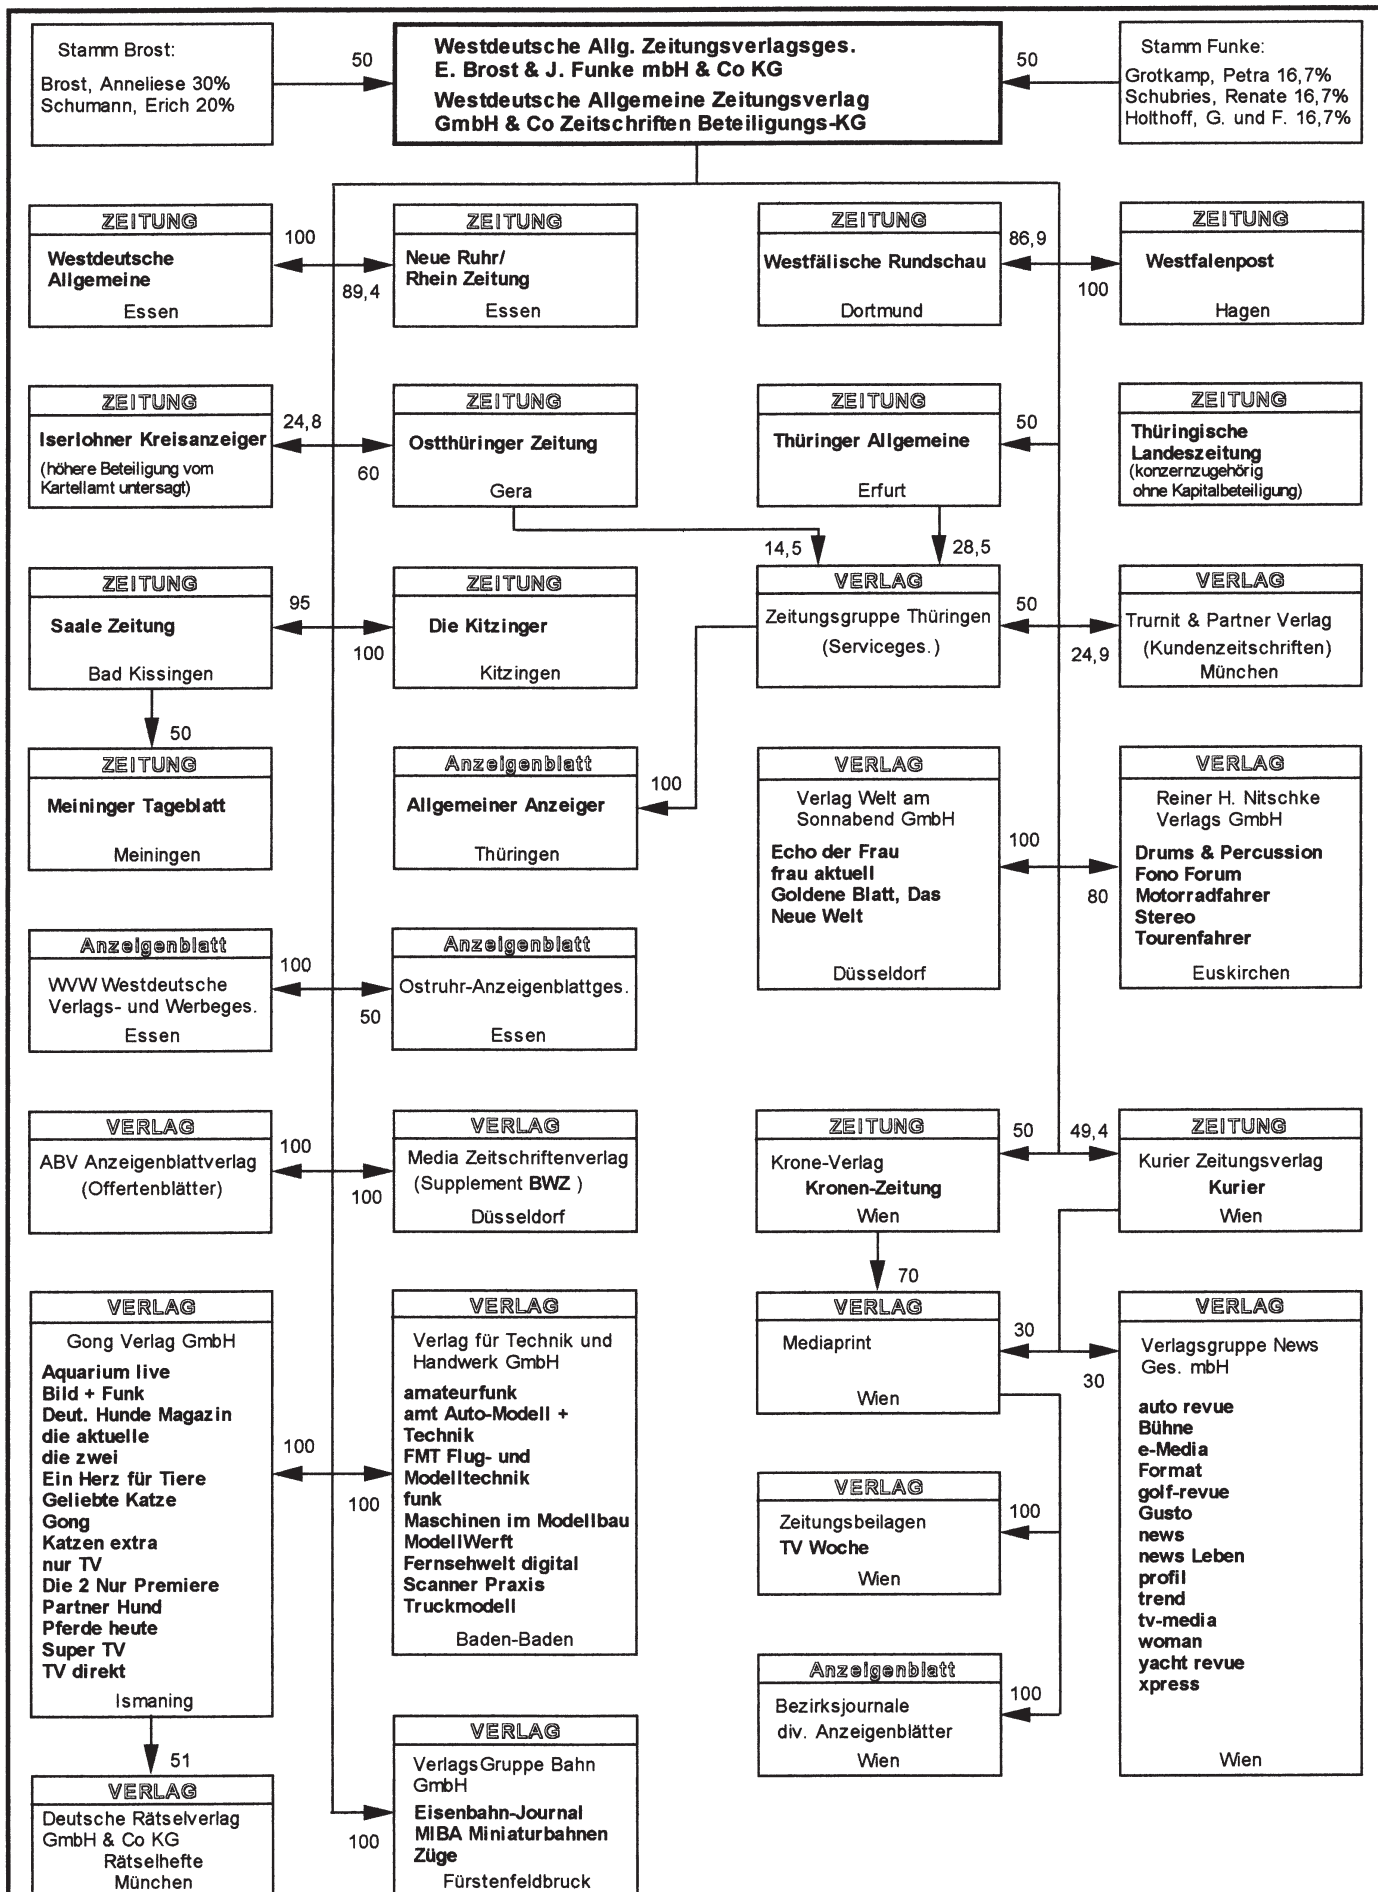 Stamm Brost:
Brost, Anneliese 30%
Schumann, Erich 20%
50
Westdeutsche Allg. Zeitungsverlagsges.
E. Brost & J. Funke mbH & Co KG
Westdeutsche Allgemeine Zeitungsverlag
GmbH & Co Zeitschriften Beteiligungs-KG
50
Stamm Funke:
Grotkamp, Petra 16,7%
Schubries, Renate 16,7%
Holthoff, G. und F. 16,7%
ZEITUNG
Westdeutsche
Allgemeine
Essen
100
89,4
ZEITUNG
Neue Ruhr/
Rhein Zeitung
Essen
ZEITUNG
Westfälische Rundschau
Dortmund
86,9
100
ZEITUNG
Westfalenpost
Hagen
ZEITUNG
Iserlohner Kreisanzeiger
(höhere Beteiligung vom
Kartellamt untersagt)
24,8
60
ZEITUNG
Ostthüringer Zeitung
Gera
ZEITUNG
Thüringer Allgemeine
Erfurt
50
ZEITUNG
Thüringische
Landeszeitung
(konzernzugehörig
ohne Kapitalbeteiligung)
14,5
28,5
ZEITUNG
Saale Zeitung
Bad Kissingen
95
100
ZEITUNG
Die Kitzinger
Kitzingen
VERLAG
Zeitungsgruppe Thüringen
(Serviceges.)
50
24,9
VERLAG
Trurnit & Partner Verlag
(Kundenzeitschriften)
München
50
ZEITUNG
Meininger Tageblatt
Meiningen
Anzeigenblatt
Allgemeiner Anzeiger
Thüringen
100
VERLAG
Verlag Welt am
Sonnabend GmbH
Echo der Frau
frau aktuell
Goldene Blatt, Das
Neue Welt
Düsseldorf
100
80
VERLAG
Reiner H. Nitschke
Verlags GmbH
Drums & Percussion
Fono Forum
Motorradfahrer
Stereo
Tourenfahrer
Euskirchen
Anzeigenblatt
WVW Westdeutsche
Verlags- und Werbeges.
Essen
100
50
Anzeigenblatt
Ostruhr-Anzeigenblattges.
Essen
VERLAG
ABV Anzeigenblattverlag
(Offertenblätter)
100
100
VERLAG
Media Zeitschriftenverlag
(Supplement BWZ )
Düsseldorf
ZEITUNG
Krone-Verlag
Kronen-Zeitung
Wien
50
49,4
ZEITUNG
Kurier Zeitungsverlag
Kurier
Wien
70
VERLAG
Gong Verlag GmbH
Aquarium live
Bild + Funk
Deut. Hunde Magazin
die aktuelle
die zwei
Ein Herz für Tiere
Geliebte Katze
Gong
Katzen extra
nur TV
Die 2 Nur Premiere
Partner Hund
Pferde heute
Super TV
TV direkt
Ismaning
100
100
VERLAG
Verlag für Technik und
Handwerk GmbH
amateurfunk
amt Auto-Modell +
Technik
FMT Flug- und
Modelltechnik
funk
Maschinen im Modellbau
ModellWerft
Fernsehwelt digital
Scanner Praxis
Truckmodell
Baden-Baden
VERLAG
Mediaprint
Wien
30
30
VERLAG
Verlagsgruppe News
Ges. mbH
auto revue
Bühne
e-Media
Format
golf-revue
Gusto
news
news Leben
profil
trend
tv-media
woman
yacht revue
xpress
Wien
VERLAG
Zeitungsbeilagen
TV Woche
Wien
100
Anzeigenblatt
Bezirksjournale
div. Anzeigenblätter
Wien
100
51
VERLAG
Deutsche Rätselverlag
GmbH & Co KG
Rätselhefte
München
100
VERLAG
VerlagsGruppe Bahn
GmbH
Eisenbahn-Journal
MIBA Miniaturbahnen
Züge
Fürstenfeldbruck